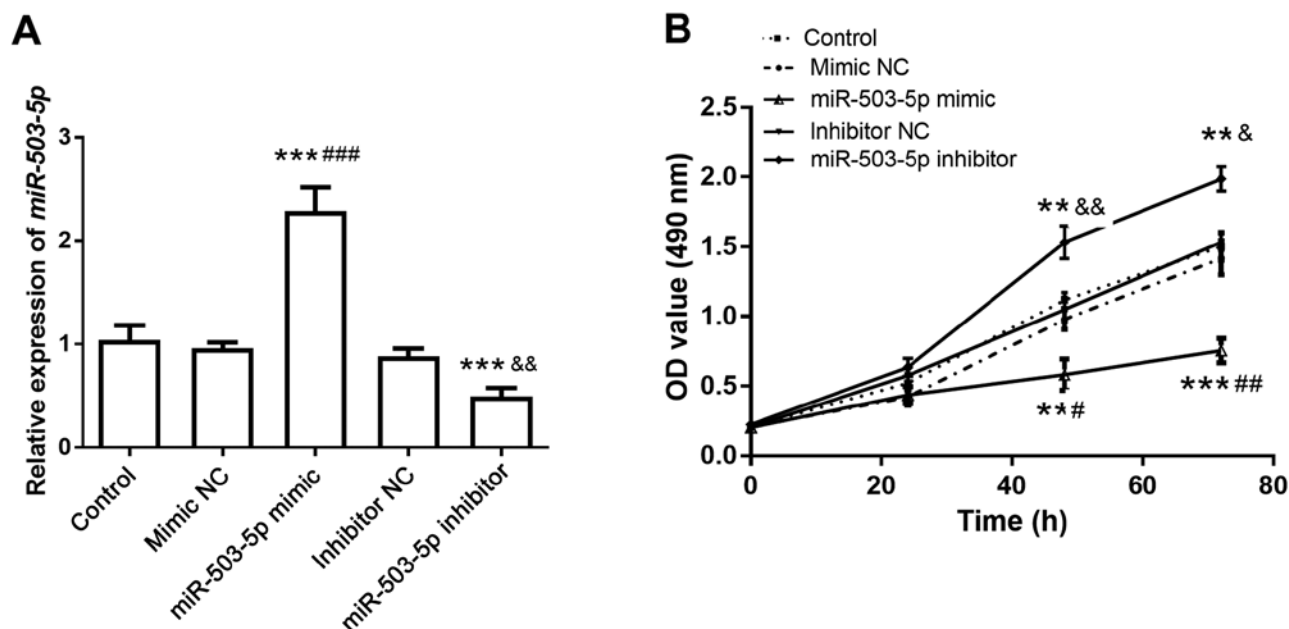 A
Relative expression of miR-503-5p
3
2
1
0
***###
***&&
Control
Mimic NC
miR-503-5p mimic
Inhibitor NC
miR-503-5p inhibitor
B
Control
Mimic NC
miR-503-5p mimic
Inhibitor NC
miR-503-5p inhibitor
OD value (490 nm)
2.5
2.0
1.5
1.0
0.5
0.0
**&&
**&
**#
***##
0 20 40 60 80
Time (h)